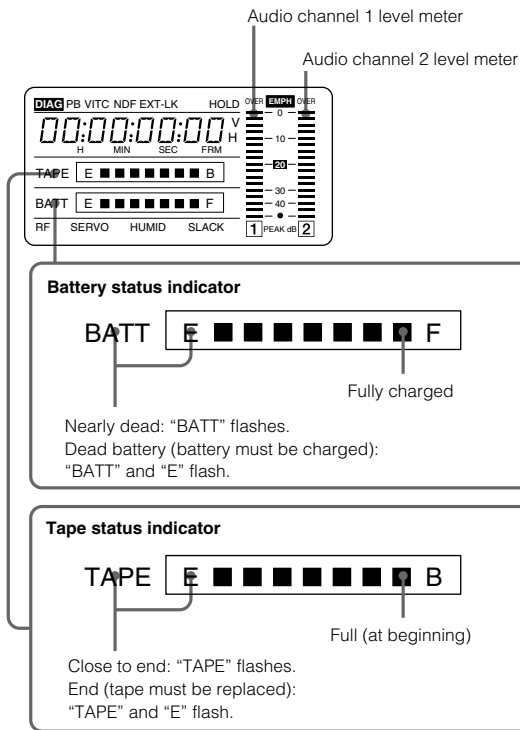 Audio channel 1 level meter
Audio channel 2 level meter
DIAG PB VITC NDF EXT-LK HOLD OVER EMPH OVER
0
00:00:00:00 V
H
H MIN SEC FRM
10
20
TAPE E B
30
BATT E F
40
RF SERVO HUMID SLACK 1 PEAK dB 2
Battery status indicator
BATT E F
Fully charged
Nearly dead: “BATT” flashes.
Dead battery (battery must be charged):
“BATT” and “E” flash.
Tape status indicator
TAPE E B
Full (at beginning)
Close to end: “TAPE” flashes.
End (tape must be replaced):
“TAPE” and “E” flash.